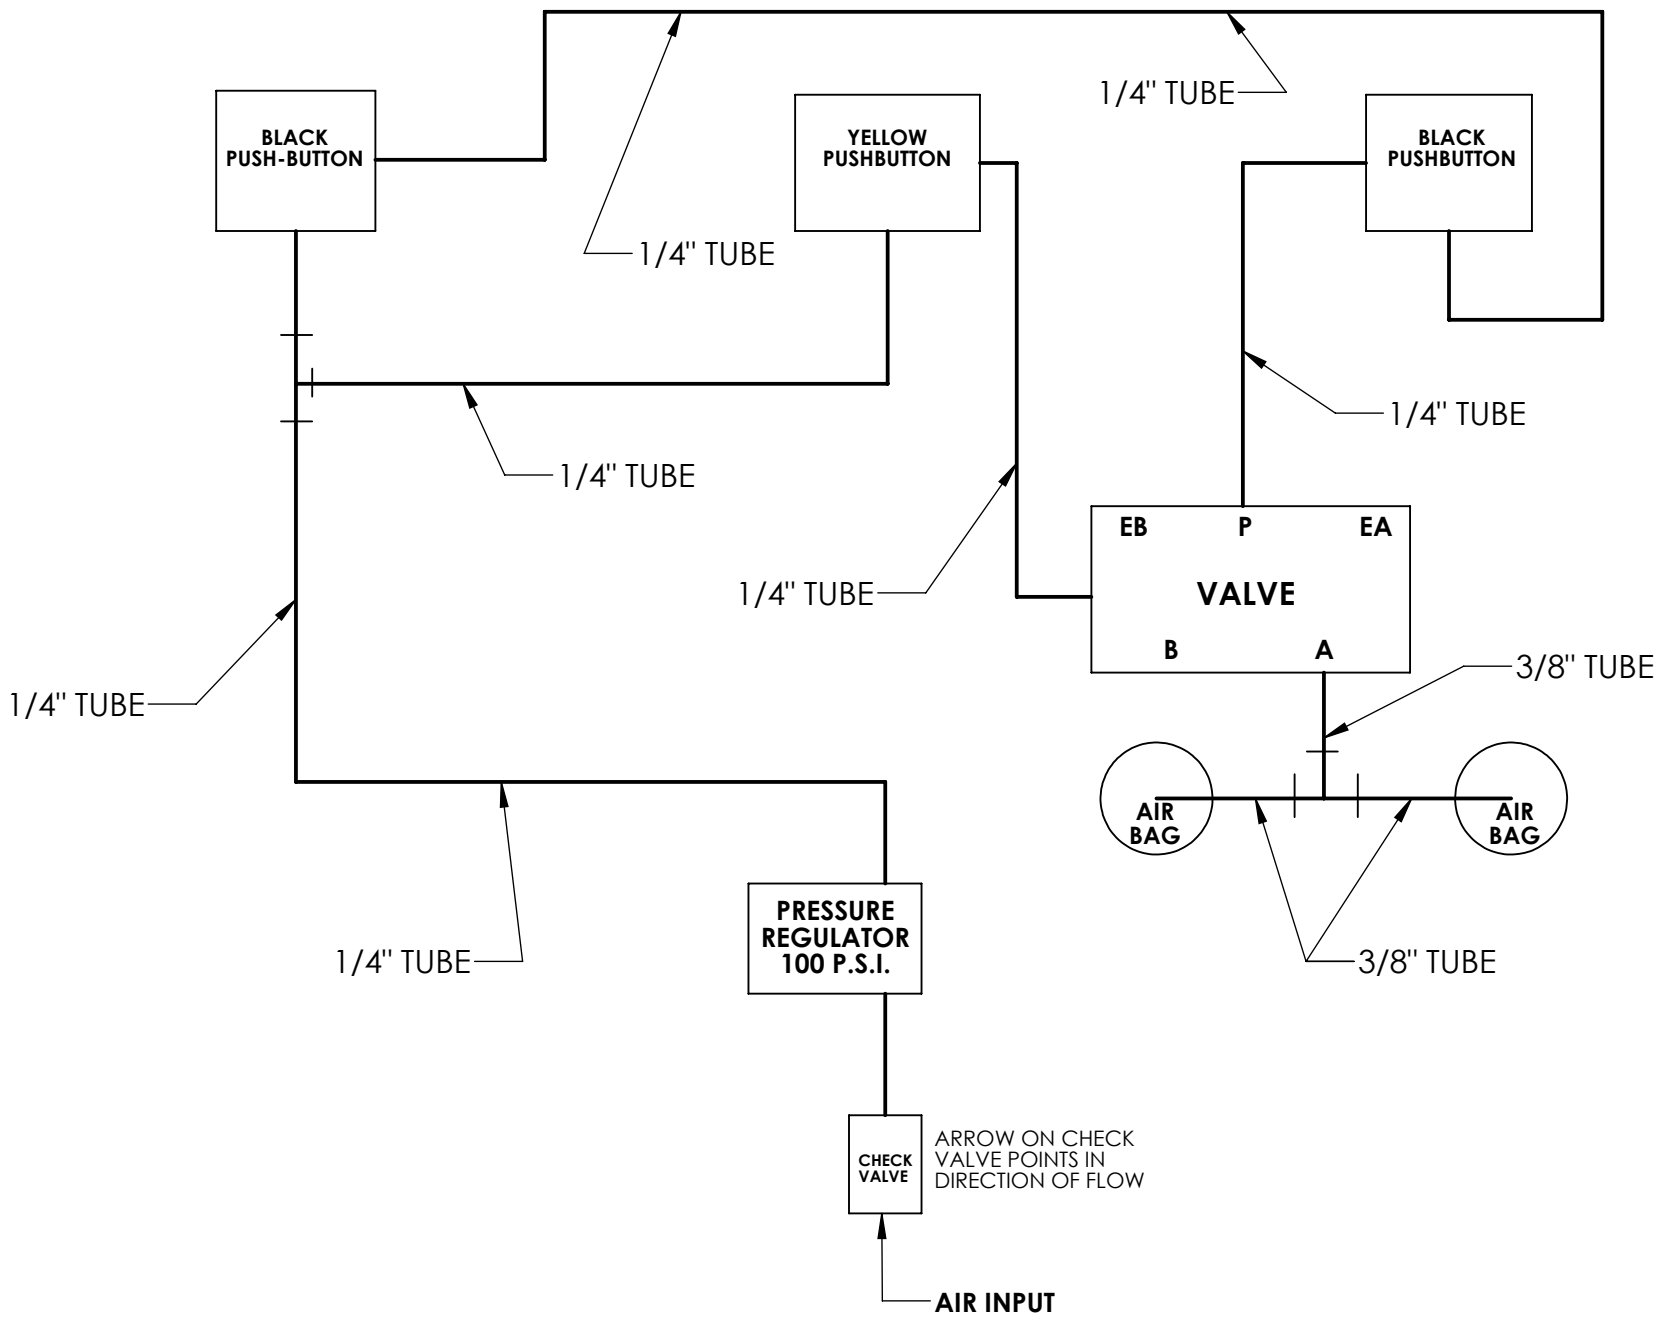 1/4" TUBE
BLACK
PUSH-BUTTON
YELLOW
PUSHBUTTON
BLACK
PUSHBUTTON
1/4" TUBE
1/4" TUBE
1/4" TUBE
EB P EA
VALVE
B A
1/4" TUBE
3/8" TUBE
1/4" TUBE
AIR
BAG
AIR
BAG
PRESSURE
REGULATOR
100 P.S.I.
1/4" TUBE
3/8" TUBE
CHECK
VALVE
ARROW ON CHECK
VALVE POINTS IN
DIRECTION OF FLOW
AIR INPUT